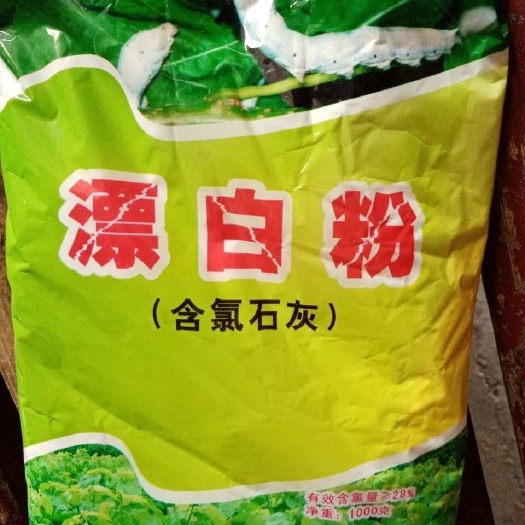 漂白粉
(含氯石灰)
有效含氯量≥28%
净重:1000克